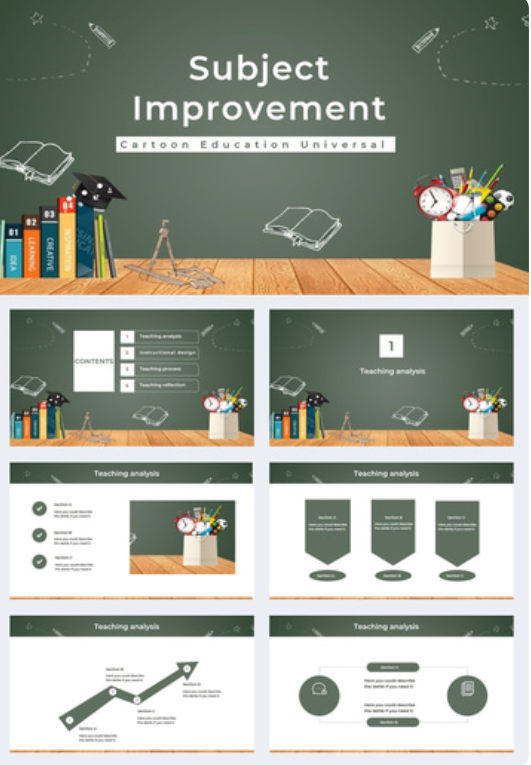 Subject
Improvement
Cartoon Education Universal
01
IDEA
02
LEARNING
03
CREATIVE
04
INSPIRATION
CONTENTS
1 Teaching analysis
2 Instructional design
3 Teaching process
4 Teaching reflection
1
Teaching analysis
Teaching analysis
Section A
Here you could describe
the details if you need it
Section B
Here you could describe
the details if you need it
Section C
Here you could describe
the details if you need it
Teaching analysis
Section A
Here you could describe
the details if you need it
Section B
Here you could describe
the details if you need it
Section C
Here you could describe
the details if you need it
Section A
Section B
Section C
Teaching analysis
Section B
Here you could describe
the details if you need it
Section D
Here you could describe
the details if you need it
Section C
Here you could describe
the details if you need it
Section A
Here you could describe
the details if you need it
Teaching analysis
Section A
Here you could describe
the details if you need it
Here you could describe
the details if you need it
Section B